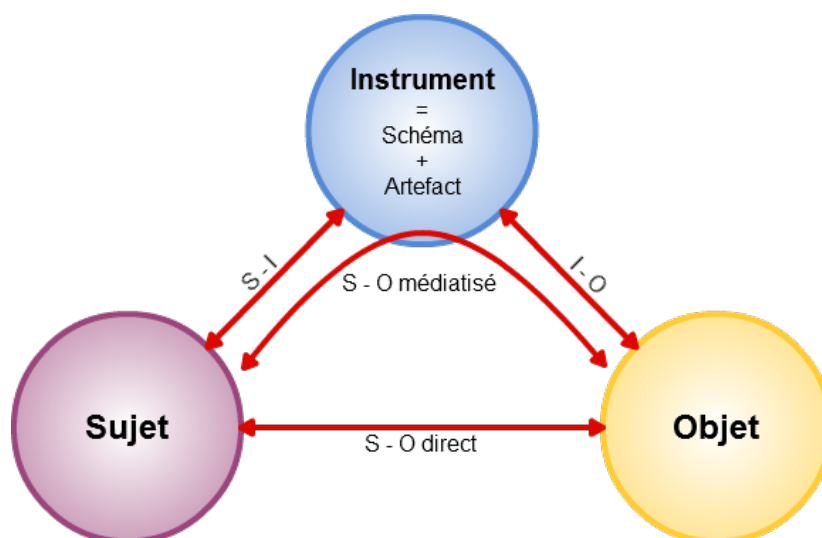 Instrument
=
Schéma
+
Artefact
S - I
I - O
S - O médiatisé
Sujet
Objet
S - O direct